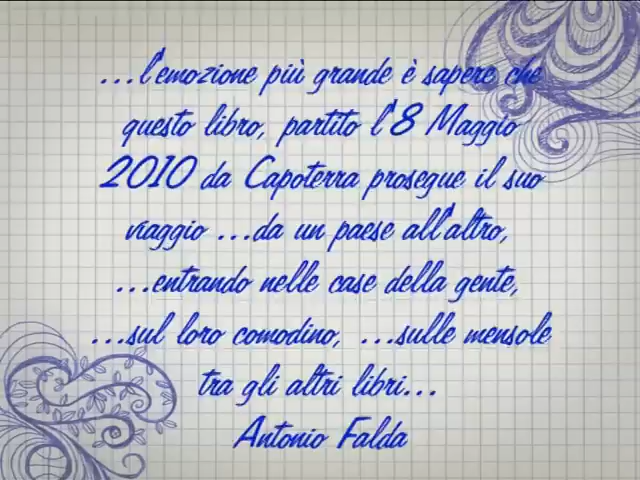 ...l'emozione più grande è sapere che
questo libro, partito l'8 Maggio
2010 da Capoterra prosegue il suo
viaggio ...da un paese all'altro,
...entrando nelle case della gente,
...sul loro comodino, ...sulle mensole
tra gli altri libri...
Antonio Falda